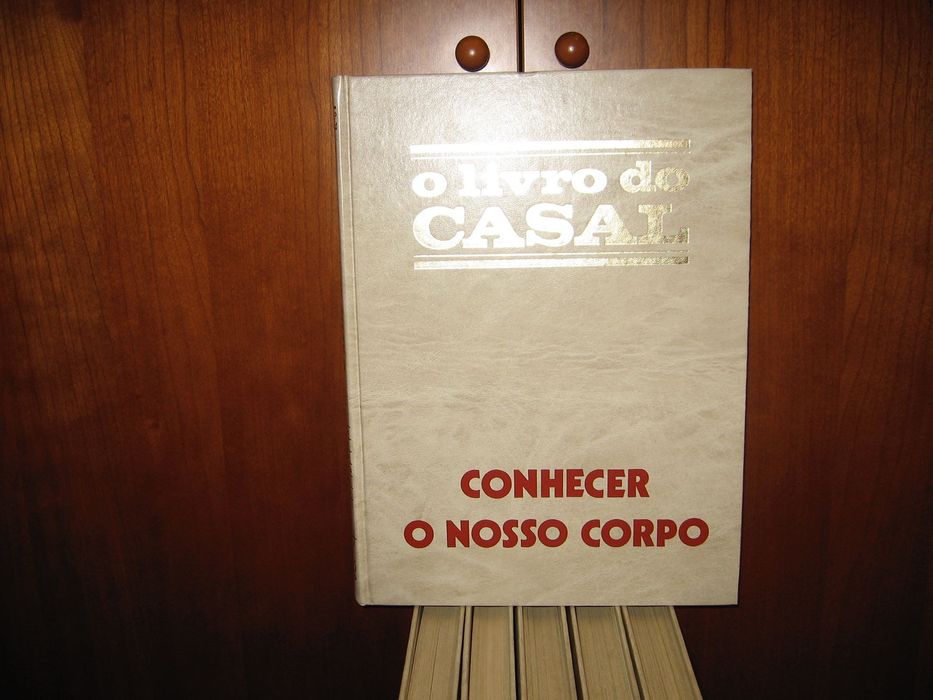 o livro do
CASAL
CONHECER
O NOSSO CORPO